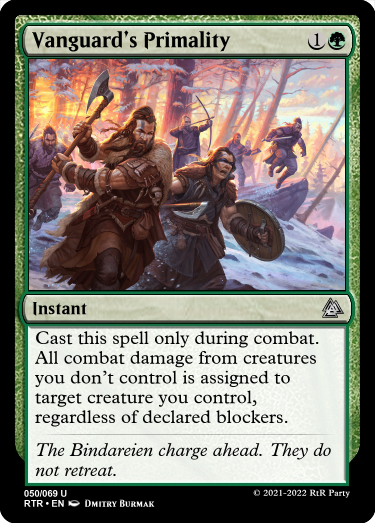 Vanguard's Primality 1
Instant
Cast this spell only during combat.
All combat damage from creatures
you don't control is assigned to
target creature you control,
regardless of declared blockers.
The Bindareien charge ahead. They do
not retreat.
050/069 U
RTR • EN Dmitry Burmak
© 2021-2022 RtR Party